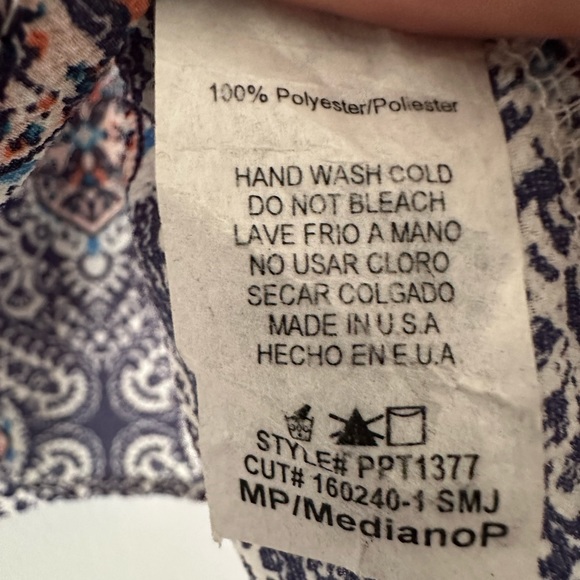 100% Polyester/Poliester
HAND WASH COLD
DO NOT BLEACH
LAVE FRIO A MANO
NO USAR CLORO
SECAR COLGADO
MADE IN U.S.A
HECHO EN E.U.A
STYLE# PPT1377
CUT# 160240-1 SMJ
MP/MedianoP